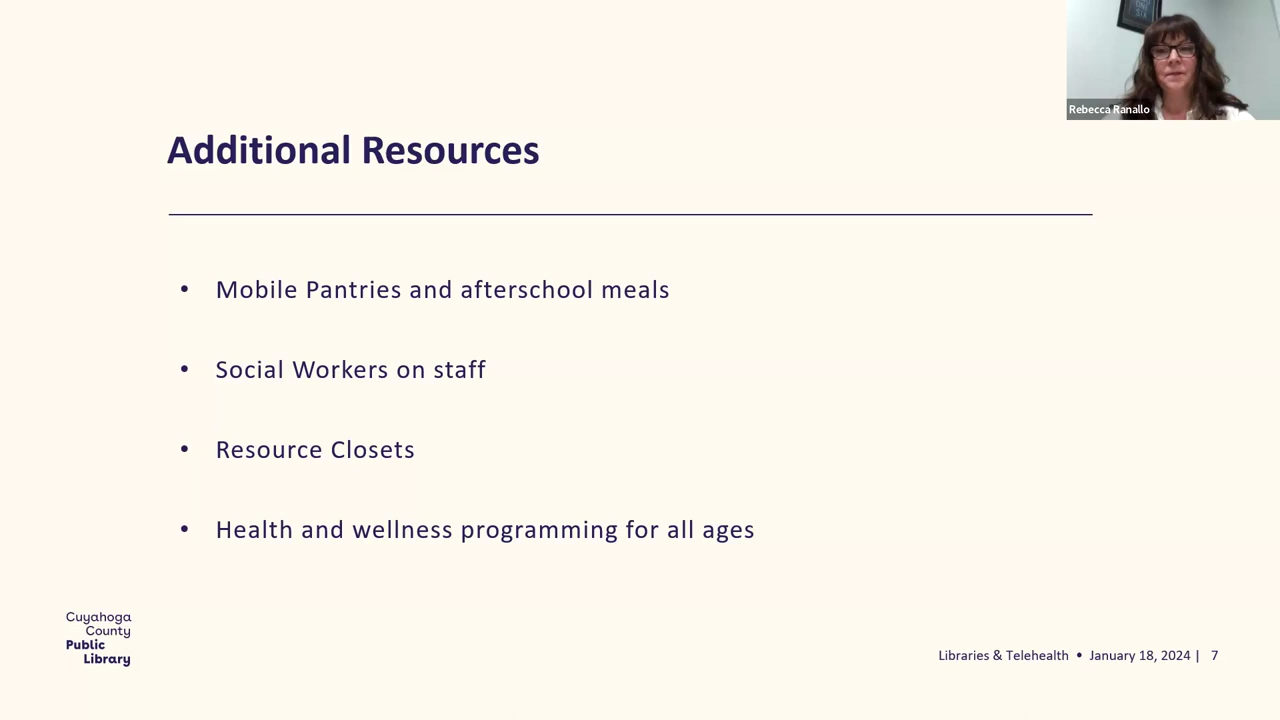 Rebecca Ranallo
Additional Resources
• Mobile Pantries and afterschool meals
• Social Workers on staff
• Resource Closets
• Health and wellness programming for all ages
Cuyahoga
County
Public
Library
Libraries & Telehealth • January 18, 2024 | 7